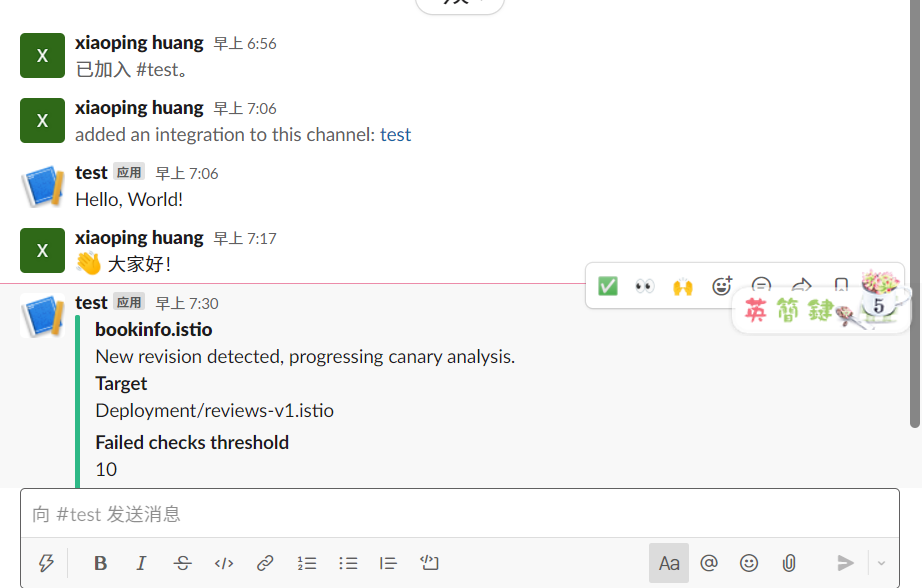 X
xiaoping huang 早上 6:56
已加入 #test。
X
xiaoping huang 早上 7:06
added an integration to this channel: test
test 应用 早上 7:06
Hello, World!
X
xiaoping huang 早上 7:17
👋 大家好！
test 应用 早上 7:30
英 簡 鍵 5
bookinfo.istio
New revision detected, progressing canary analysis.
Target
Deployment/reviews-v1.istio
Failed checks threshold
10
向 #test 发送消息
B I S </> Aa @